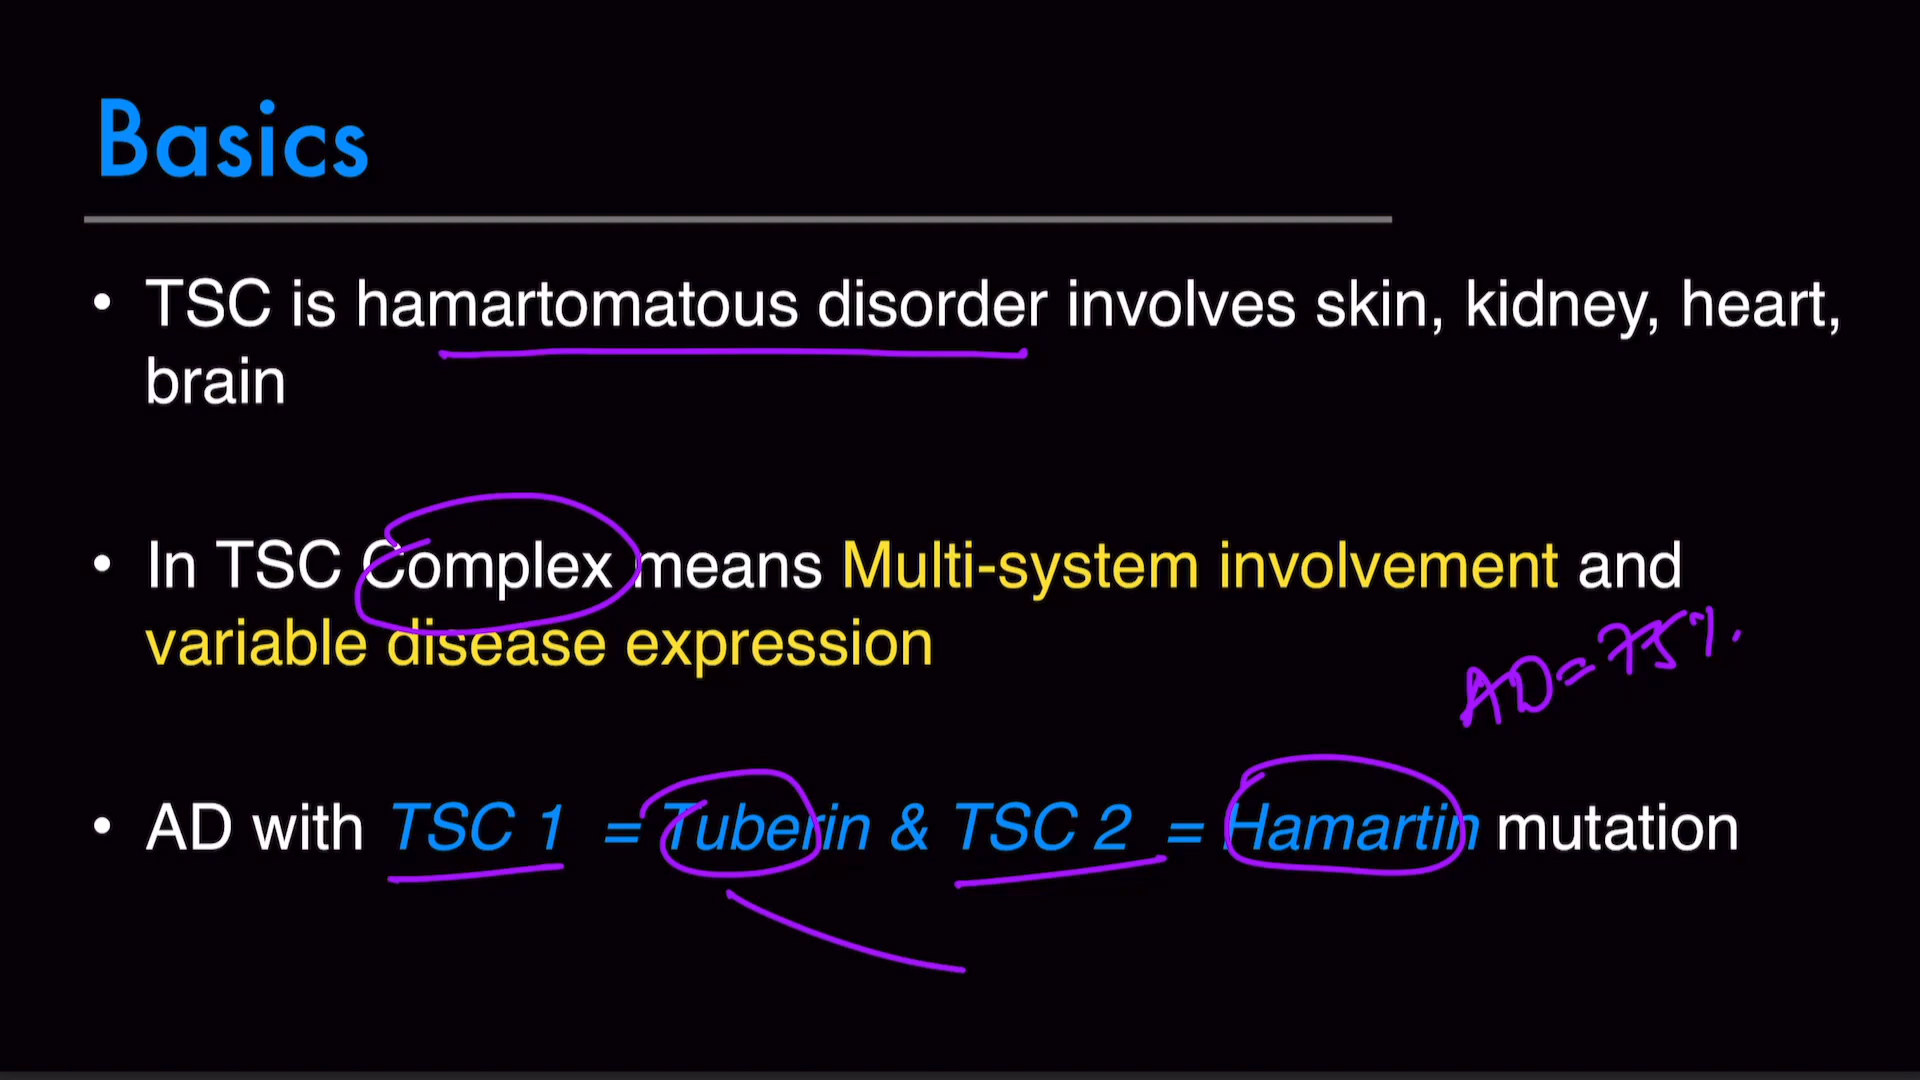 Basics
• TSC is hamartomatous disorder involves skin, kidney, heart,
brain
• In TSC Complex means Multi-system involvement and
variable disease expression
AD = 75%.
• AD with TSC 1 = Tuberin & TSC 2 = Hamartin mutation